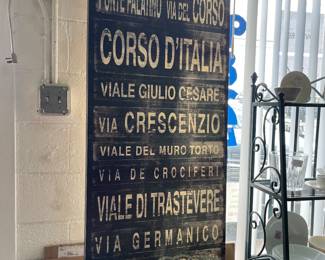 PONTE PALATINO VIA DEL CORSO
CORSO D'ITALIA
VIALE GIULIO CESARE
VIA CRESCENZIO
VIALE DEL MURO TORTO
VIA DE CROCIFERI
VIALE DI TRASTEVERE
VIA GERMANICO